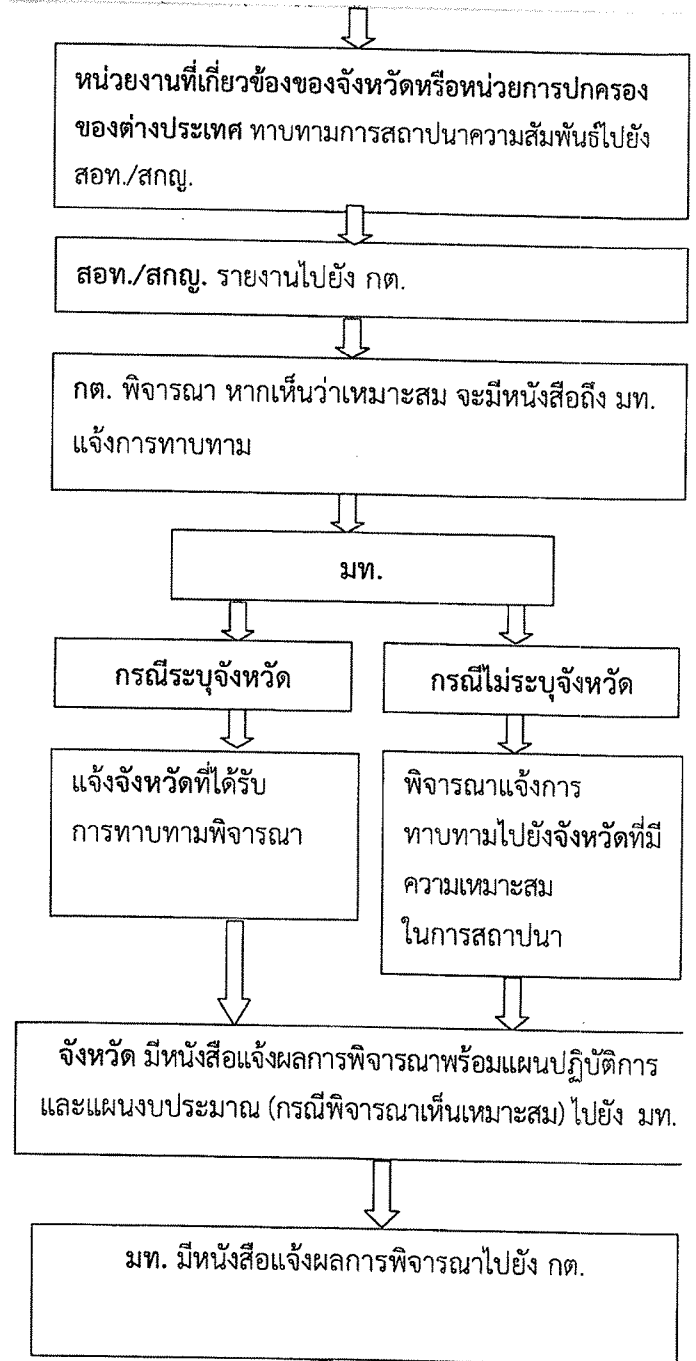 หน่วยงานที่เกี่ยวข้องของจังหวัดหรือหน่วยการปกครอง
ของต่างประเทศ ทาบทามการสถาปนาความสัมพันธ์ไปยัง
สอท./สกญ.
สอท./สกญ. รายงานไปยัง กต.
กต. พิจารณา หากเห็นว่าเหมาะสม จะมีหนังสือถึง มท.
แจ้งการทาบทาม
มท.
กรณีระบุจังหวัด
แจ้งจังหวัดที่ได้รับ
การทาบทามพิจารณา
กรณีไม่ระบุจังหวัด
พิจารณาแจ้งการ
ทาบทามไปยังจังหวัดที่มี
ความเหมาะสม
ในการสถาปนา
จังหวัด มีหนังสือแจ้งผลการพิจารณาพร้อมแผนปฏิบัติการ
และแผนงบประมาณ (กรณีพิจารณาเห็นเหมาะสม) ไปยัง มท.
มท. มีหนังสือแจ้งผลการพิจารณาไปยัง กต.